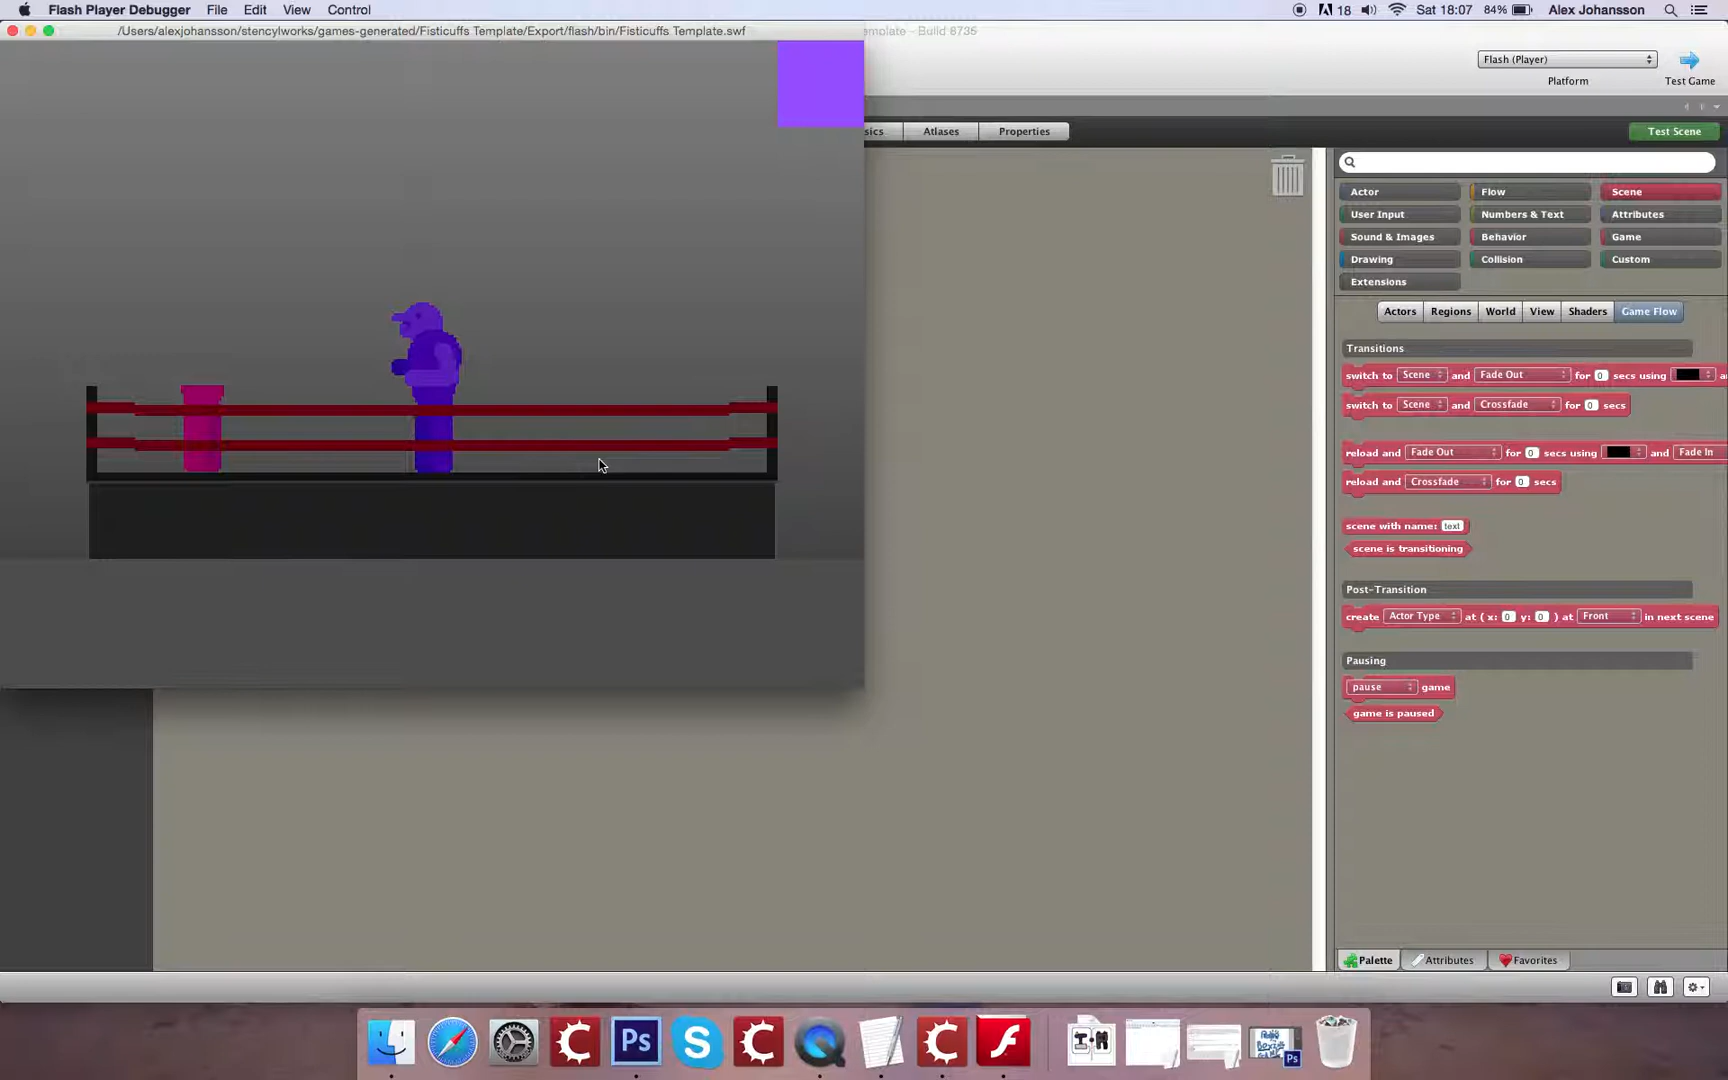 Flash Player Debugger File Edit View Control 18 Sat 18:07 84% Alex Johansson
/Users/alexjohansson/stencylworks/games-generated/Fisticuffs Template/Export/flash/bin/Fisticuffs Template.swf
mplate - Build 8735
Flash (Player)
Platform Test Game
sics Atlases Properties Test Scene
Actor Flow Scene
User Input Numbers & Text Attributes
Sound & Images Behavior Game
Drawing Collision Custom
Extensions
Actors Regions World View Shaders Game Flow
Transitions
switch to Scene and Fade Out for 0 secs using
switch to Scene and Crossfade for 0 secs
reload and Fade Out for 0 secs using and Fade In
reload and Crossfade for 0 secs
scene with name: text
scene is transitioning
Post-Transition
create Actor Type at ( x: 0 y: 0 ) at Front in next scene
Pausing
pause game
game is paused
Palette Attributes Favorites
Ps
Ps